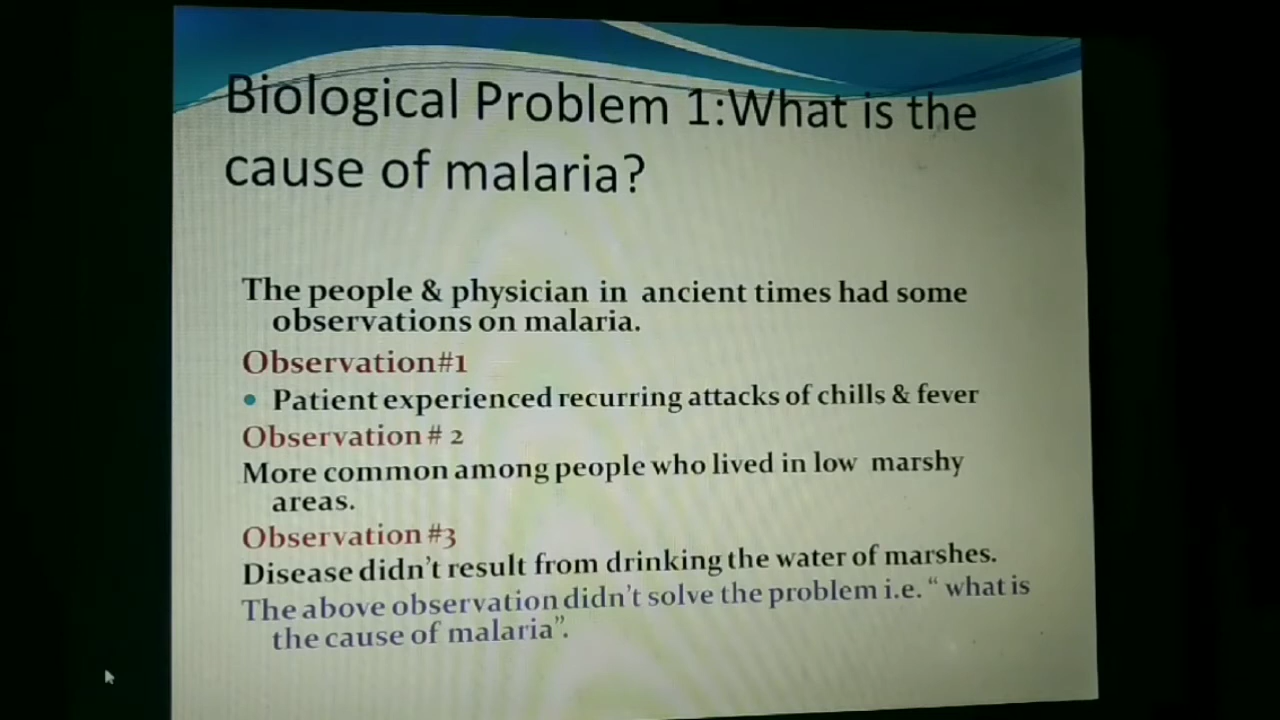 Biological Problem 1:What is the
cause of malaria?
The people & physician in ancient times had some
observations on malaria.
Observation#1
• Patient experienced recurring attacks of chills & fever
Observation # 2
More common among people who lived in low marshy
areas.
Observation #3
Disease didn't result from drinking the water of marshes.
The above observation didn't solve the problem i.e. “ what is
the cause of malaria”.